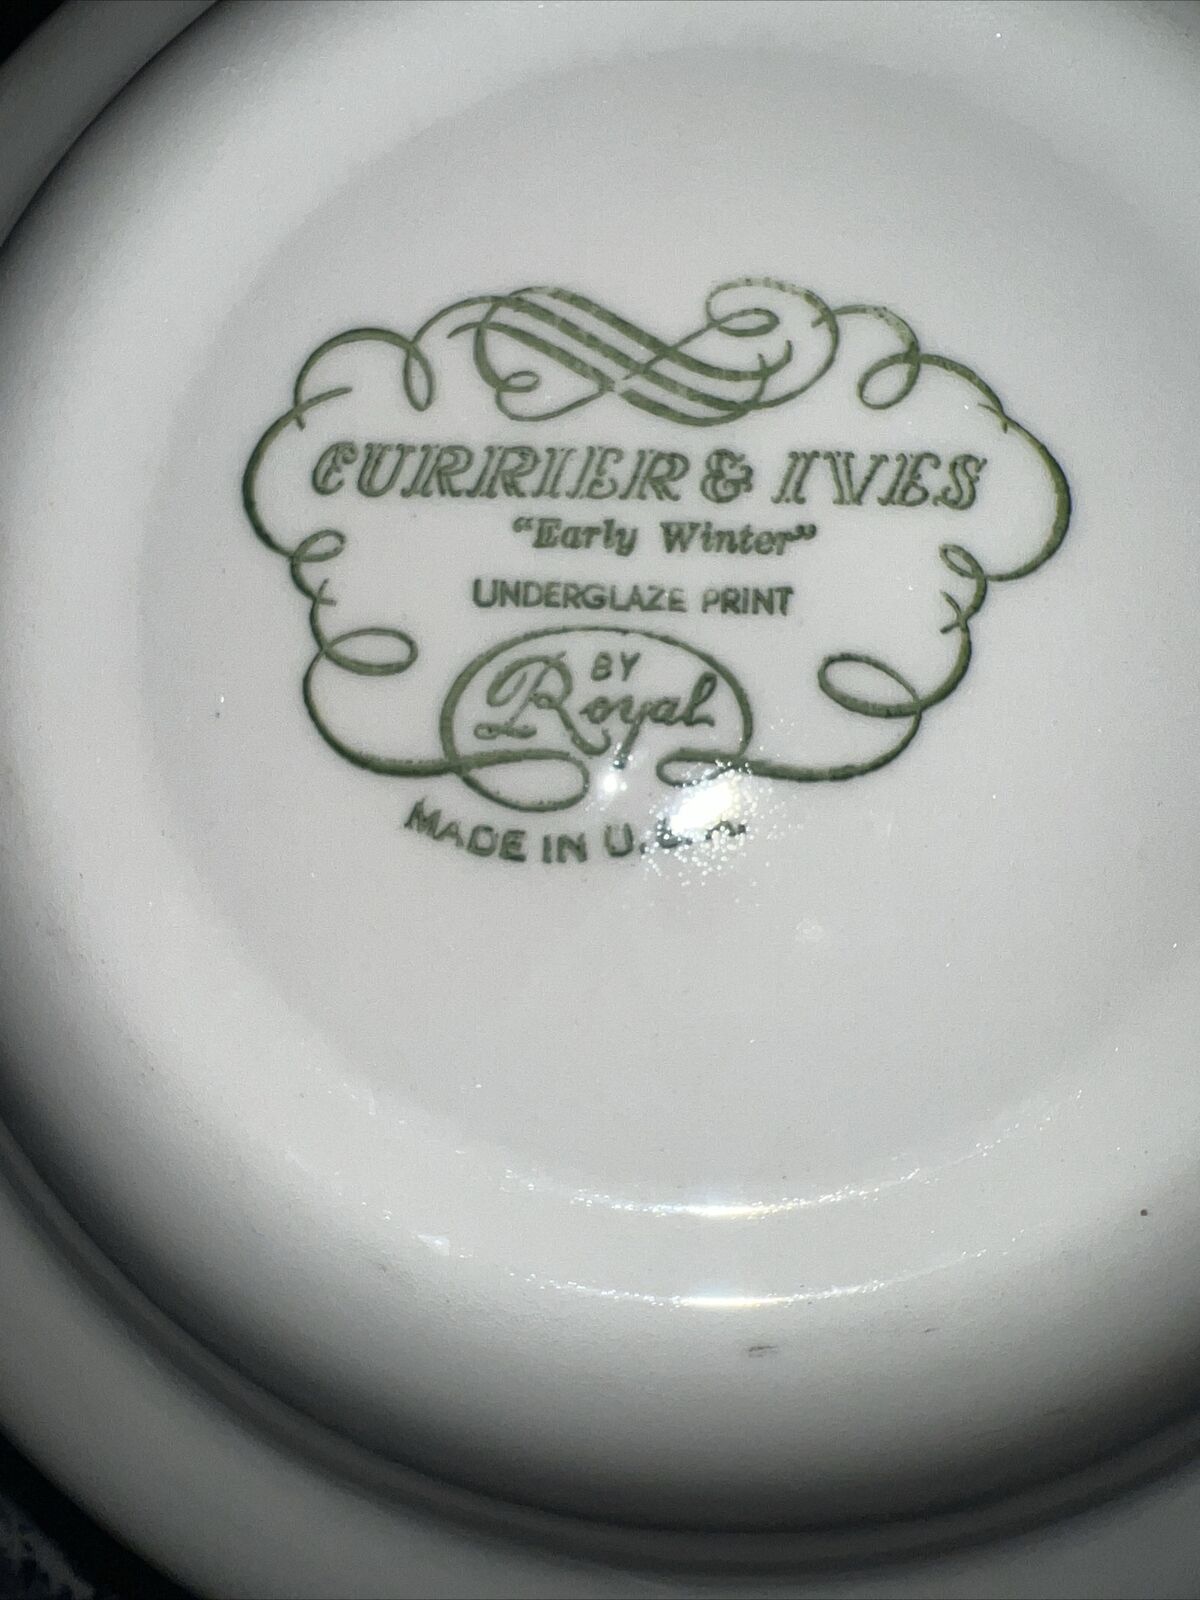 CURRIER & IVES
“Early Winter”
UNDERGLAZE PRINT
BY
Royal
MADE IN U.